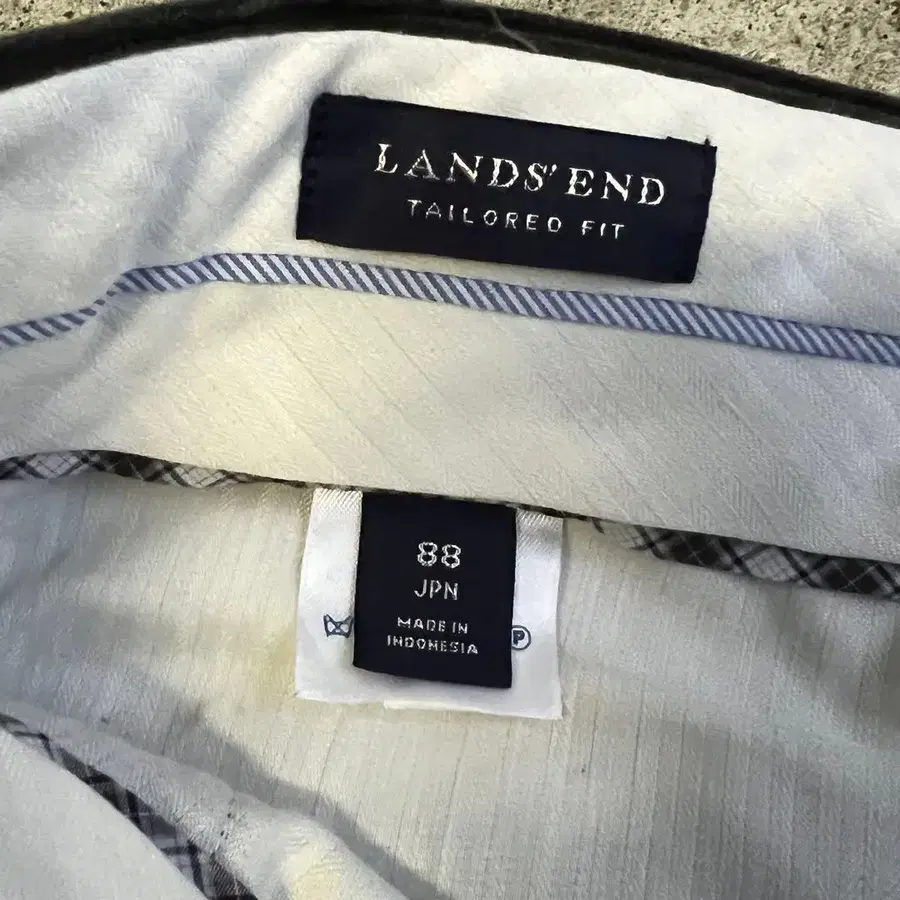 LANDS' END
TAILORED FIT
88
JPN
MADE IN
INDONESIA
P